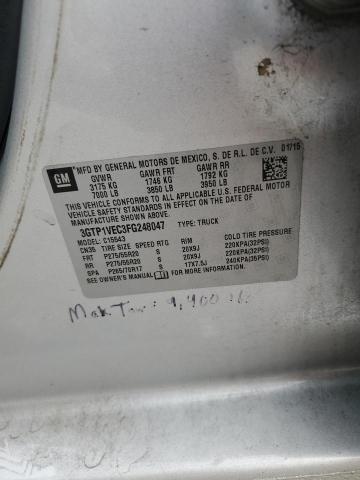 GM
MFD BY GENERAL MOTORS DE MEXICO, S. DE R.L. DE C.V. 01/15
GVWR GAWR FRT GAWR RR
3175 KG 1746 KG 1792 KG
7000 LB 3850 LB 3950 LB
THIS VEHICLE CONFORMS TO ALL APPLICABLE U.S. FEDERAL
MOTOR VEHICLE SAFETY STANDARDS IN EFFECT ON THE DATE OF
MANUFACTURE SHOWN ABOVE.
3GTP1VEC3FG248047 TYPE: TRUCK
MODEL: C15543
CN35 TIRE SIZE SPEED RTG RIM COLD TIRE PRESSURE
FRT P275/55R20 S 20X9J 220KPA(32PSI)
RR P275/55R20 S 20X9J 220KPA(32PSI)
SPA P265/70R17 S 17X7.5J 240KPA(35PSI)
SEE OWNER'S MANUAL
Max Tow: 9,400 lb